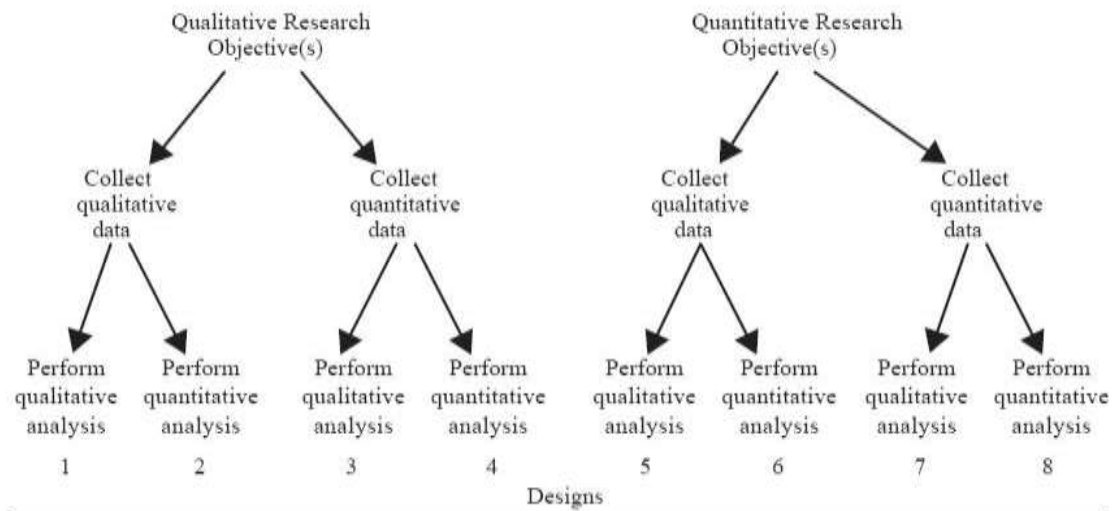 Qualitative Research
Objective(s)
Quantitative Research
Objective(s)
Collect
qualitative
data
Collect
quantitative
data
Collect
qualitative
data
Collect
quantitative
data
Perform
qualitative
analysis
1
Perform
quantitative
analysis
2
Perform
qualitative
analysis
3
Perform
quantitative
analysis
4
Perform
qualitative
analysis
5
Perform
quantitative
analysis
6
Perform
qualitative
analysis
7
Perform
quantitative
analysis
8
Designs